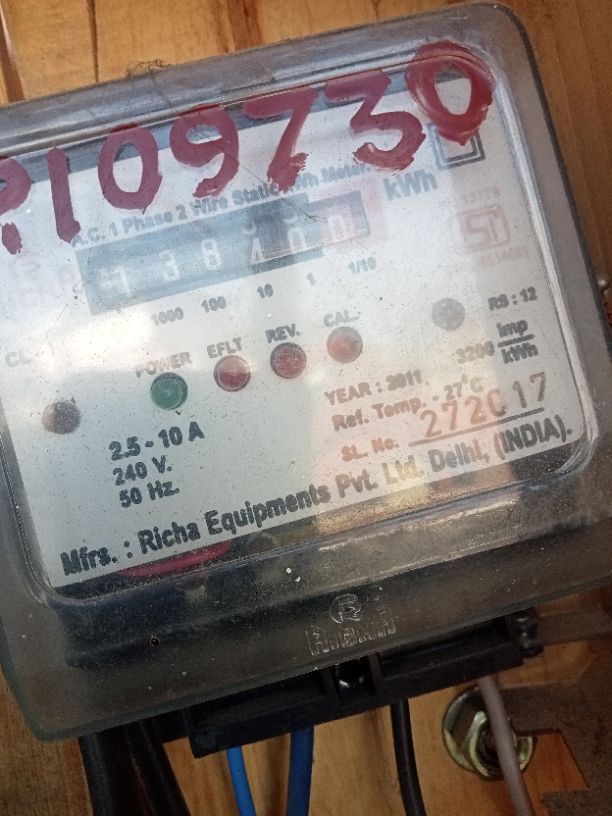 P109730
A.C. 1 Phase 2 Wire Static kWh Meter
kWh
1000 100 10 1 1/10
POWER EFLT REV. CAL.
RS : 12
3200 imp/kWh
2.5 - 10 A
240 V.
50 Hz.
YEAR : 2011.
Ref. Temp. - 27°C
SL. No. 272017
Mfrs. : Richa Equipments Pvt. Ltd. Delhi, (INDIA).